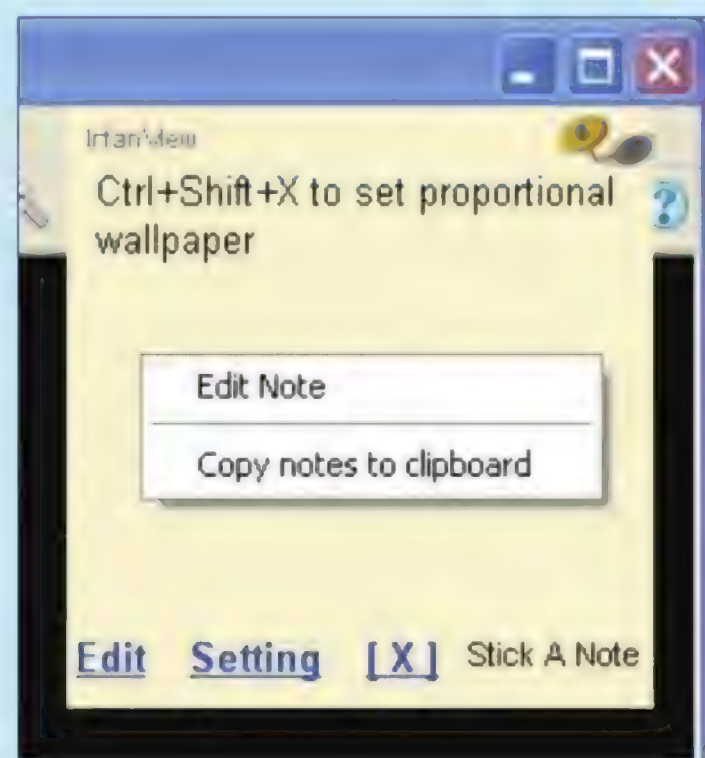 IrfanView
Ctrl+Shift+X to set proportional
wallpaper
Edit Note
Copy notes to clipboard
Edit Setting [X] Stick A Note